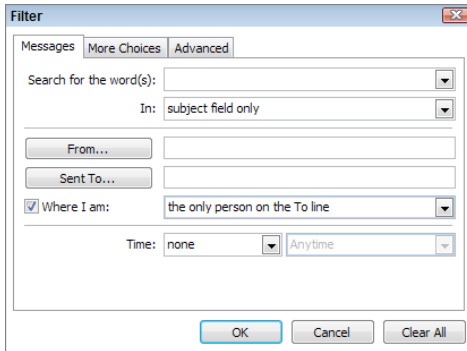 Filter
Messages More Choices Advanced
Search for the word(s):
In: subject field only
From...
Sent To...
Where I am: the only person on the To line
Time: none Anytime
OK Cancel Clear All